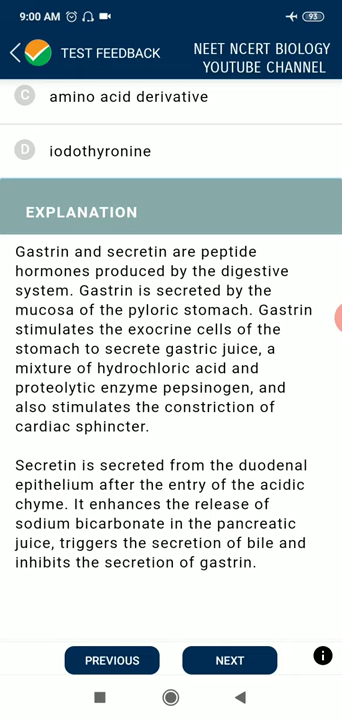 9:00 AM
93
TEST FEEDBACK
NEET NCERT BIOLOGY
YOUTUBE CHANNEL
C amino acid derivative
D iodothyronine
EXPLANATION
Gastrin and secretin are peptide
hormones produced by the digestive
system. Gastrin is secreted by the
mucosa of the pyloric stomach. Gastrin
stimulates the exocrine cells of the
stomach to secrete gastric juice, a
mixture of hydrochloric acid and
proteolytic enzyme pepsinogen, and
also stimulates the constriction of
cardiac sphincter.
Secretin is secreted from the duodenal
epithelium after the entry of the acidic
chyme. It enhances the release of
sodium bicarbonate in the pancreatic
juice, triggers the secretion of bile and
inhibits the secretion of gastrin.
PREVIOUS
NEXT
i